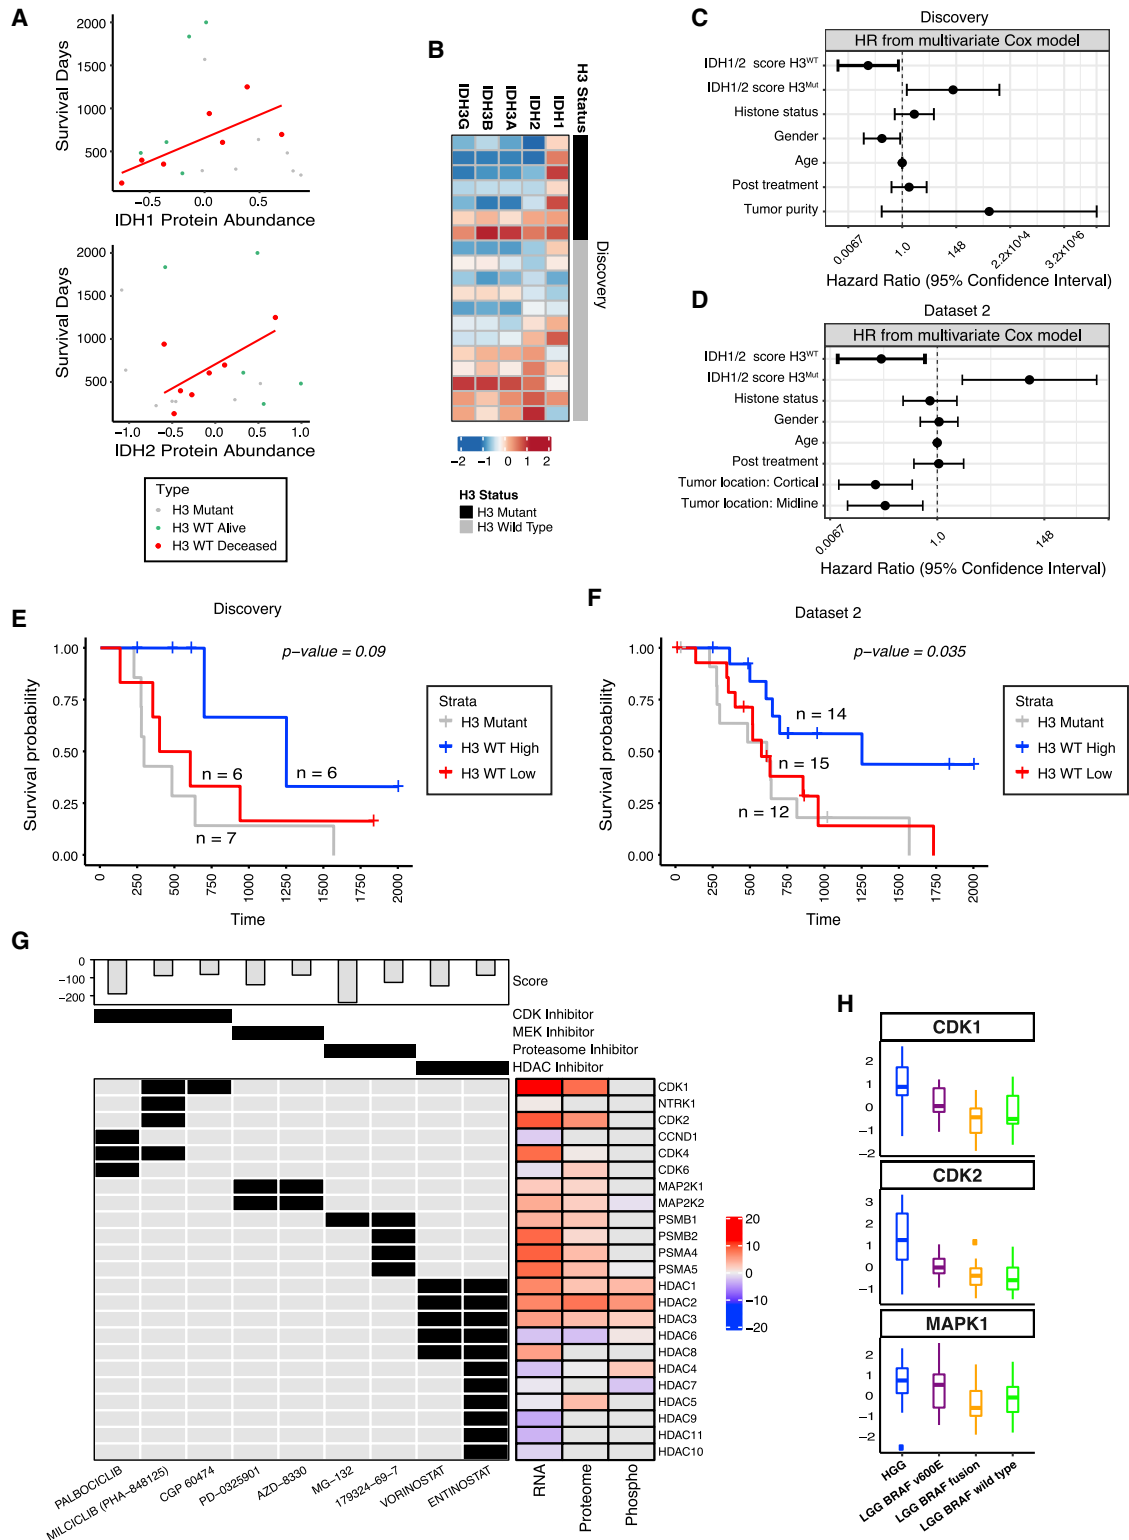 A
Survival Days
2000
1500
1000
500
−0.5
0.0
0.5
IDH1 Protein Abundance
Survival Days
2000
1500
1000
500
−1.0
−0.5
0.0
0.5
1.0
IDH2 Protein Abundance
Type
H3 Mutant
H3 WT Alive
H3 WT Deceased
B
IDH3G
IDH3B
IDH3A
IDH2
IDH1
H3 Status
Discovery
−2
−1
0
1
2
H3 Status
H3 Mutant
H3 Wild Type
C
Discovery
HR from multivariate Cox model
IDH1/2 score H3WT
IDH1/2 score H3Mut
Histone status
Gender
Age
Post treatment
Tumor purity
0.0067
1.0
148
2.2x10^4
3.2x10^6
Hazard Ratio (95% Confidence Interval)
D
Dataset 2
HR from multivariate Cox model
IDH1/2 score H3WT
IDH1/2 score H3Mut
Histone status
Gender
Age
Post treatment
Tumor location: Cortical
Tumor location: Midline
0.0067
1.0
148
Hazard Ratio (95% Confidence Interval)
E
Discovery
Survival probability
1.00
0.75
0.50
0.25
0.00
p-value = 0.09
n = 6
n = 6
n = 7
0
250
500
750
1000
1250
1500
1750
2000
Time
Strata
H3 Mutant
H3 WT High
H3 WT Low
F
Dataset 2
Survival probability
1.00
0.75
0.50
0.25
0.00
p-value = 0.035
n = 14
n = 15
n = 12
0
250
500
750
1000
1250
1500
1750
2000
Time
Strata
H3 Mutant
H3 WT High
H3 WT Low
G
0
−100
−200
Score
CDK Inhibitor
MEK Inhibitor
Proteasome Inhibitor
HDAC Inhibitor
CDK1
NTRK1
CDK2
CCND1
CDK4
CDK6
MAP2K1
MAP2K2
PSMB1
PSMB2
PSMA4
PSMA5
HDAC1
HDAC2
HDAC3
HDAC6
HDAC8
HDAC4
HDAC7
HDAC5
HDAC9
HDAC11
HDAC10
PALBOCICLIB
MILCICLIB (PHA−848125)
CGP 60474
PD−0325901
AZD−8330
MG−132
179324−69−7
VORINOSTAT
ENTINOSTAT
RNA
Proteome
Phospho
20
10
0
−10
−20
H
CDK1
2
1
0
−1
−2
CDK2
3
2
1
0
−1
MAPK1
2
1
0
−1
−2
HGG
LGG BRAF v600E
LGG BRAF fusion
LGG BRAF wild type